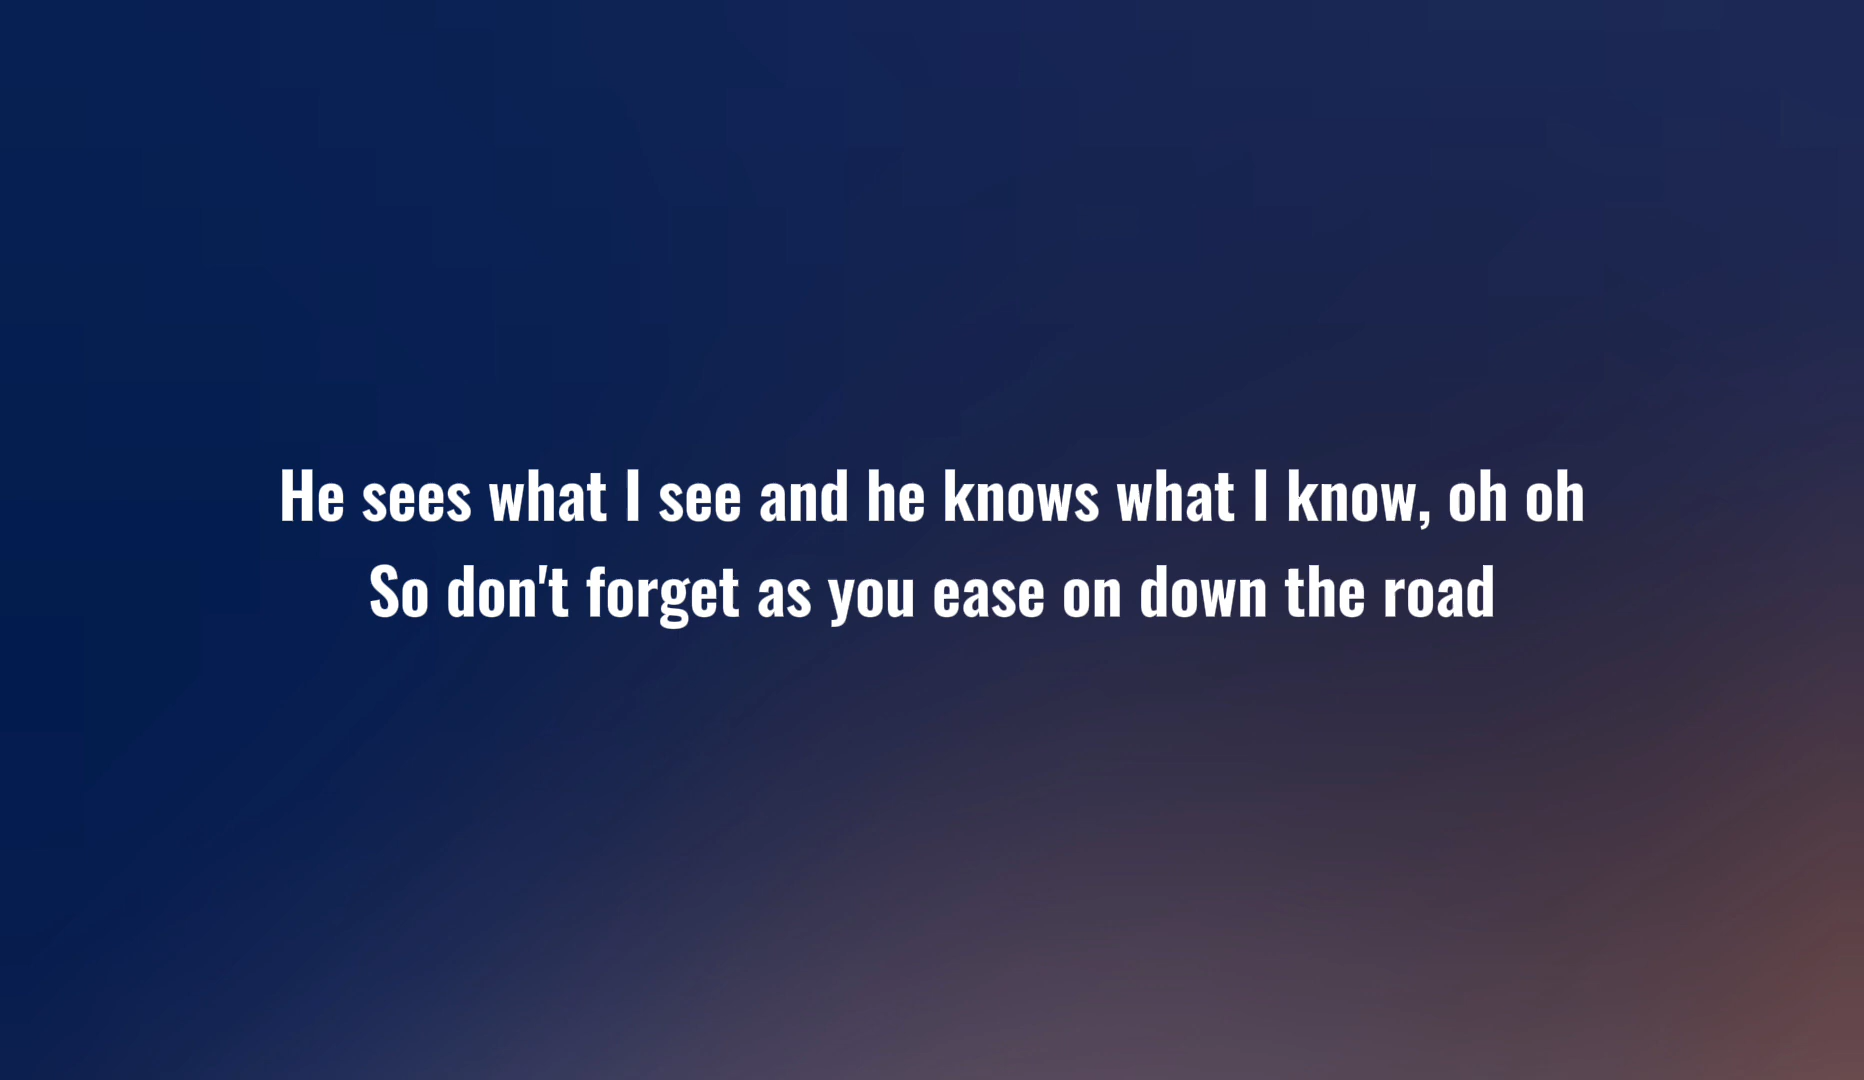 He sees what I see and he knows what I know, oh oh
So don't forget as you ease on down the road